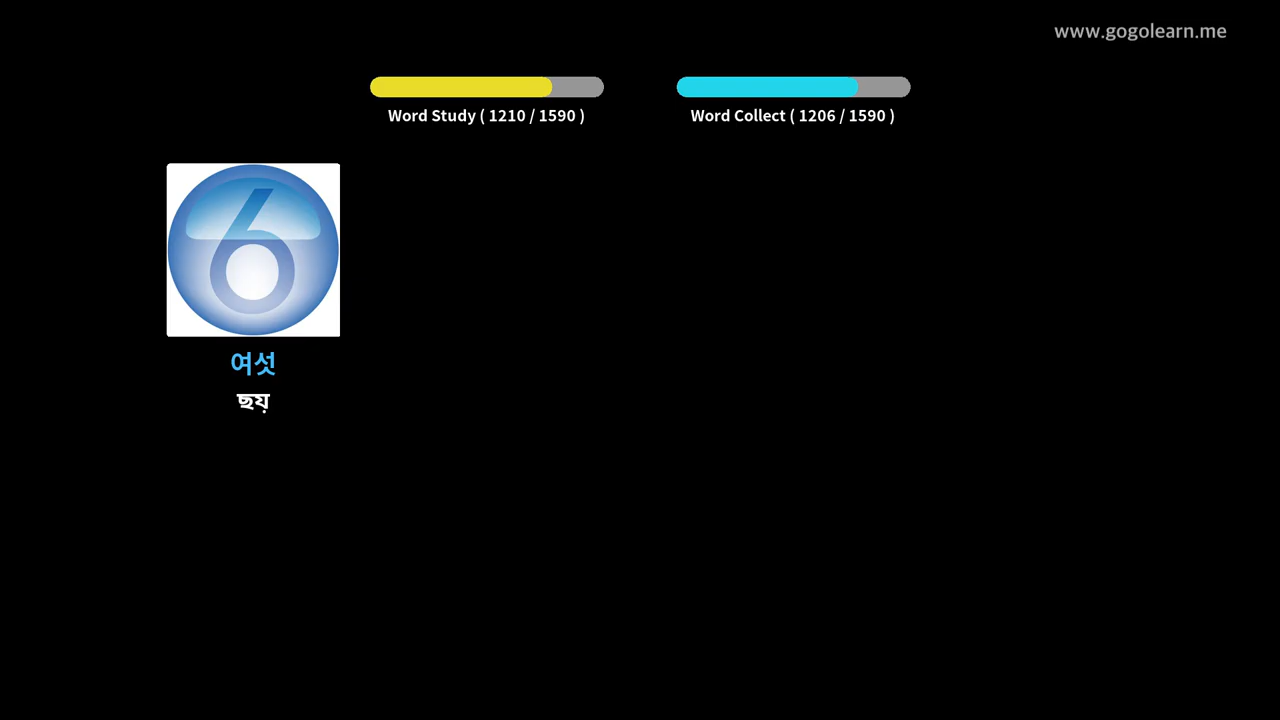 www.gogolearn.me
Word Study ( 1210 / 1590 )
Word Collect ( 1206 / 1590 )
6
여섯
ছয়